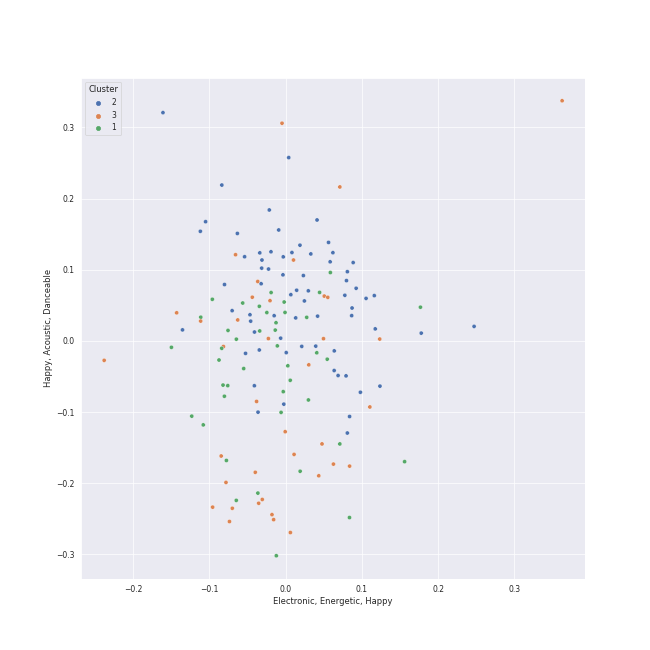 Cluster
2
3
1
0.3
0.2
0.1
0.0
−0.1
−0.2
−0.3
Happy, Acoustic, Danceable
−0.2 −0.1 0.0 0.1 0.2 0.3
Electronic, Energetic, Happy